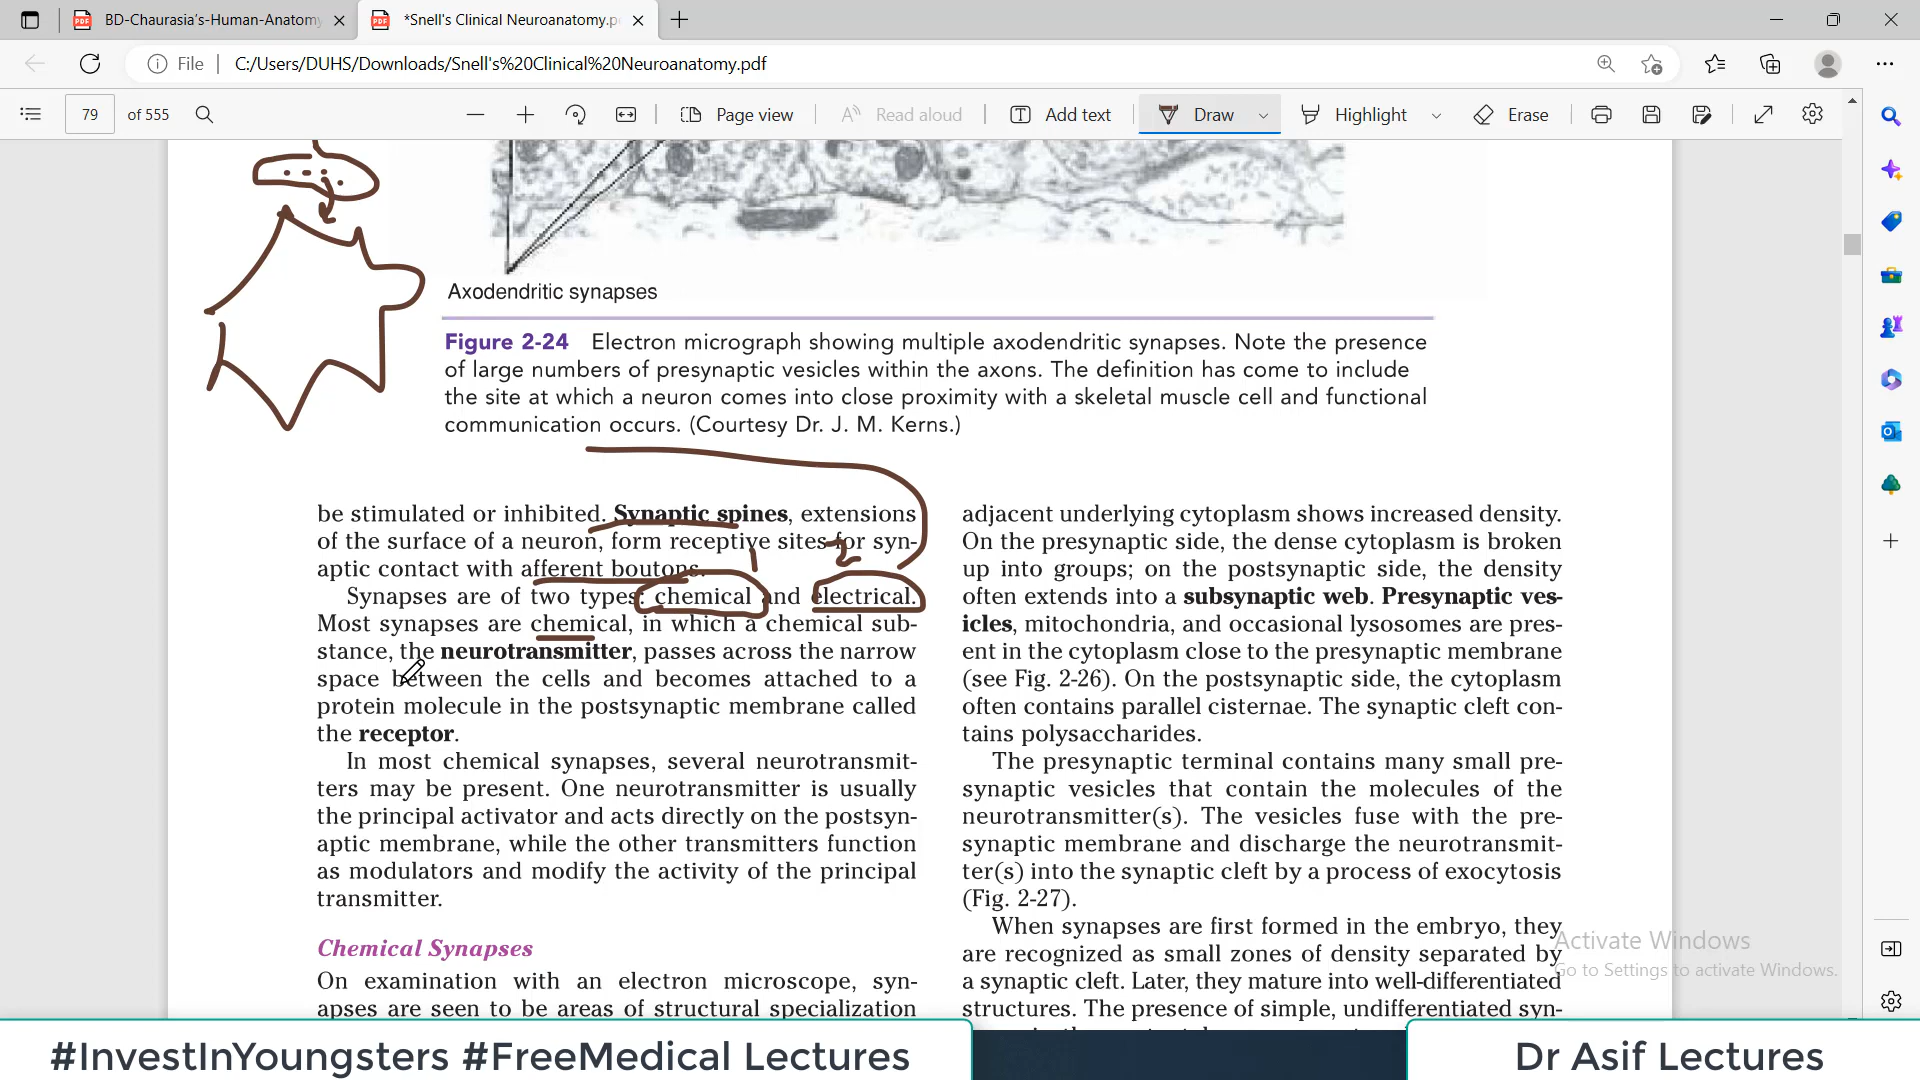 BD-Chaurasia's-Human-Anatomy
*Snell's Clinical Neuroanatomy.p
File
C:/Users/DUHS/Downloads/Snell's%20Clinical%20Neuroanatomy.pdf
79 of 555
Page view
Read aloud
Add text
Draw
Highlight
Erase
Axodendritic synapses
Figure 2-24 Electron micrograph showing multiple axodendritic synapses. Note the presence
of large numbers of presynaptic vesicles within the axons. The definition has come to include
the site at which a neuron comes into close proximity with a skeletal muscle cell and functional
communication occurs. (Courtesy Dr. J. M. Kerns.)
be stimulated or inhibited. Synaptic spines, extensions
of the surface of a neuron, form receptive sites for syn-
aptic contact with afferent boutons.
1
2
Synapses are of two types: chemical and electrical.
Most synapses are chemical, in which a chemical sub-
stance, the neurotransmitter, passes across the narrow
space between the cells and becomes attached to a
protein molecule in the postsynaptic membrane called
the receptor.
In most chemical synapses, several neurotransmit-
ters may be present. One neurotransmitter is usually
the principal activator and acts directly on the postsyn-
aptic membrane, while the other transmitters function
as modulators and modify the activity of the principal
transmitter.
Chemical Synapses
On examination with an electron microscope, syn-
apses are seen to be areas of structural specialization
adjacent underlying cytoplasm shows increased density.
On the presynaptic side, the dense cytoplasm is broken
up into groups; on the postsynaptic side, the density
often extends into a subsynaptic web. Presynaptic ves-
icles, mitochondria, and occasional lysosomes are pres-
ent in the cytoplasm close to the presynaptic membrane
(see Fig. 2-26). On the postsynaptic side, the cytoplasm
often contains parallel cisternae. The synaptic cleft con-
tains polysaccharides.
The presynaptic terminal contains many small pre-
synaptic vesicles that contain the molecules of the
neurotransmitter(s). The vesicles fuse with the pre-
synaptic membrane and discharge the neurotransmit-
ter(s) into the synaptic cleft by a process of exocytosis
(Fig. 2-27).
When synapses are first formed in the embryo, they
are recognized as small zones of density separated by
a synaptic cleft. Later, they mature into well-differentiated
structures. The presence of simple, undifferentiated syn-
Activate Windows
Go to Settings to activate Windows.
#InvestInYoungsters #FreeMedical Lectures
Dr Asif Lectures